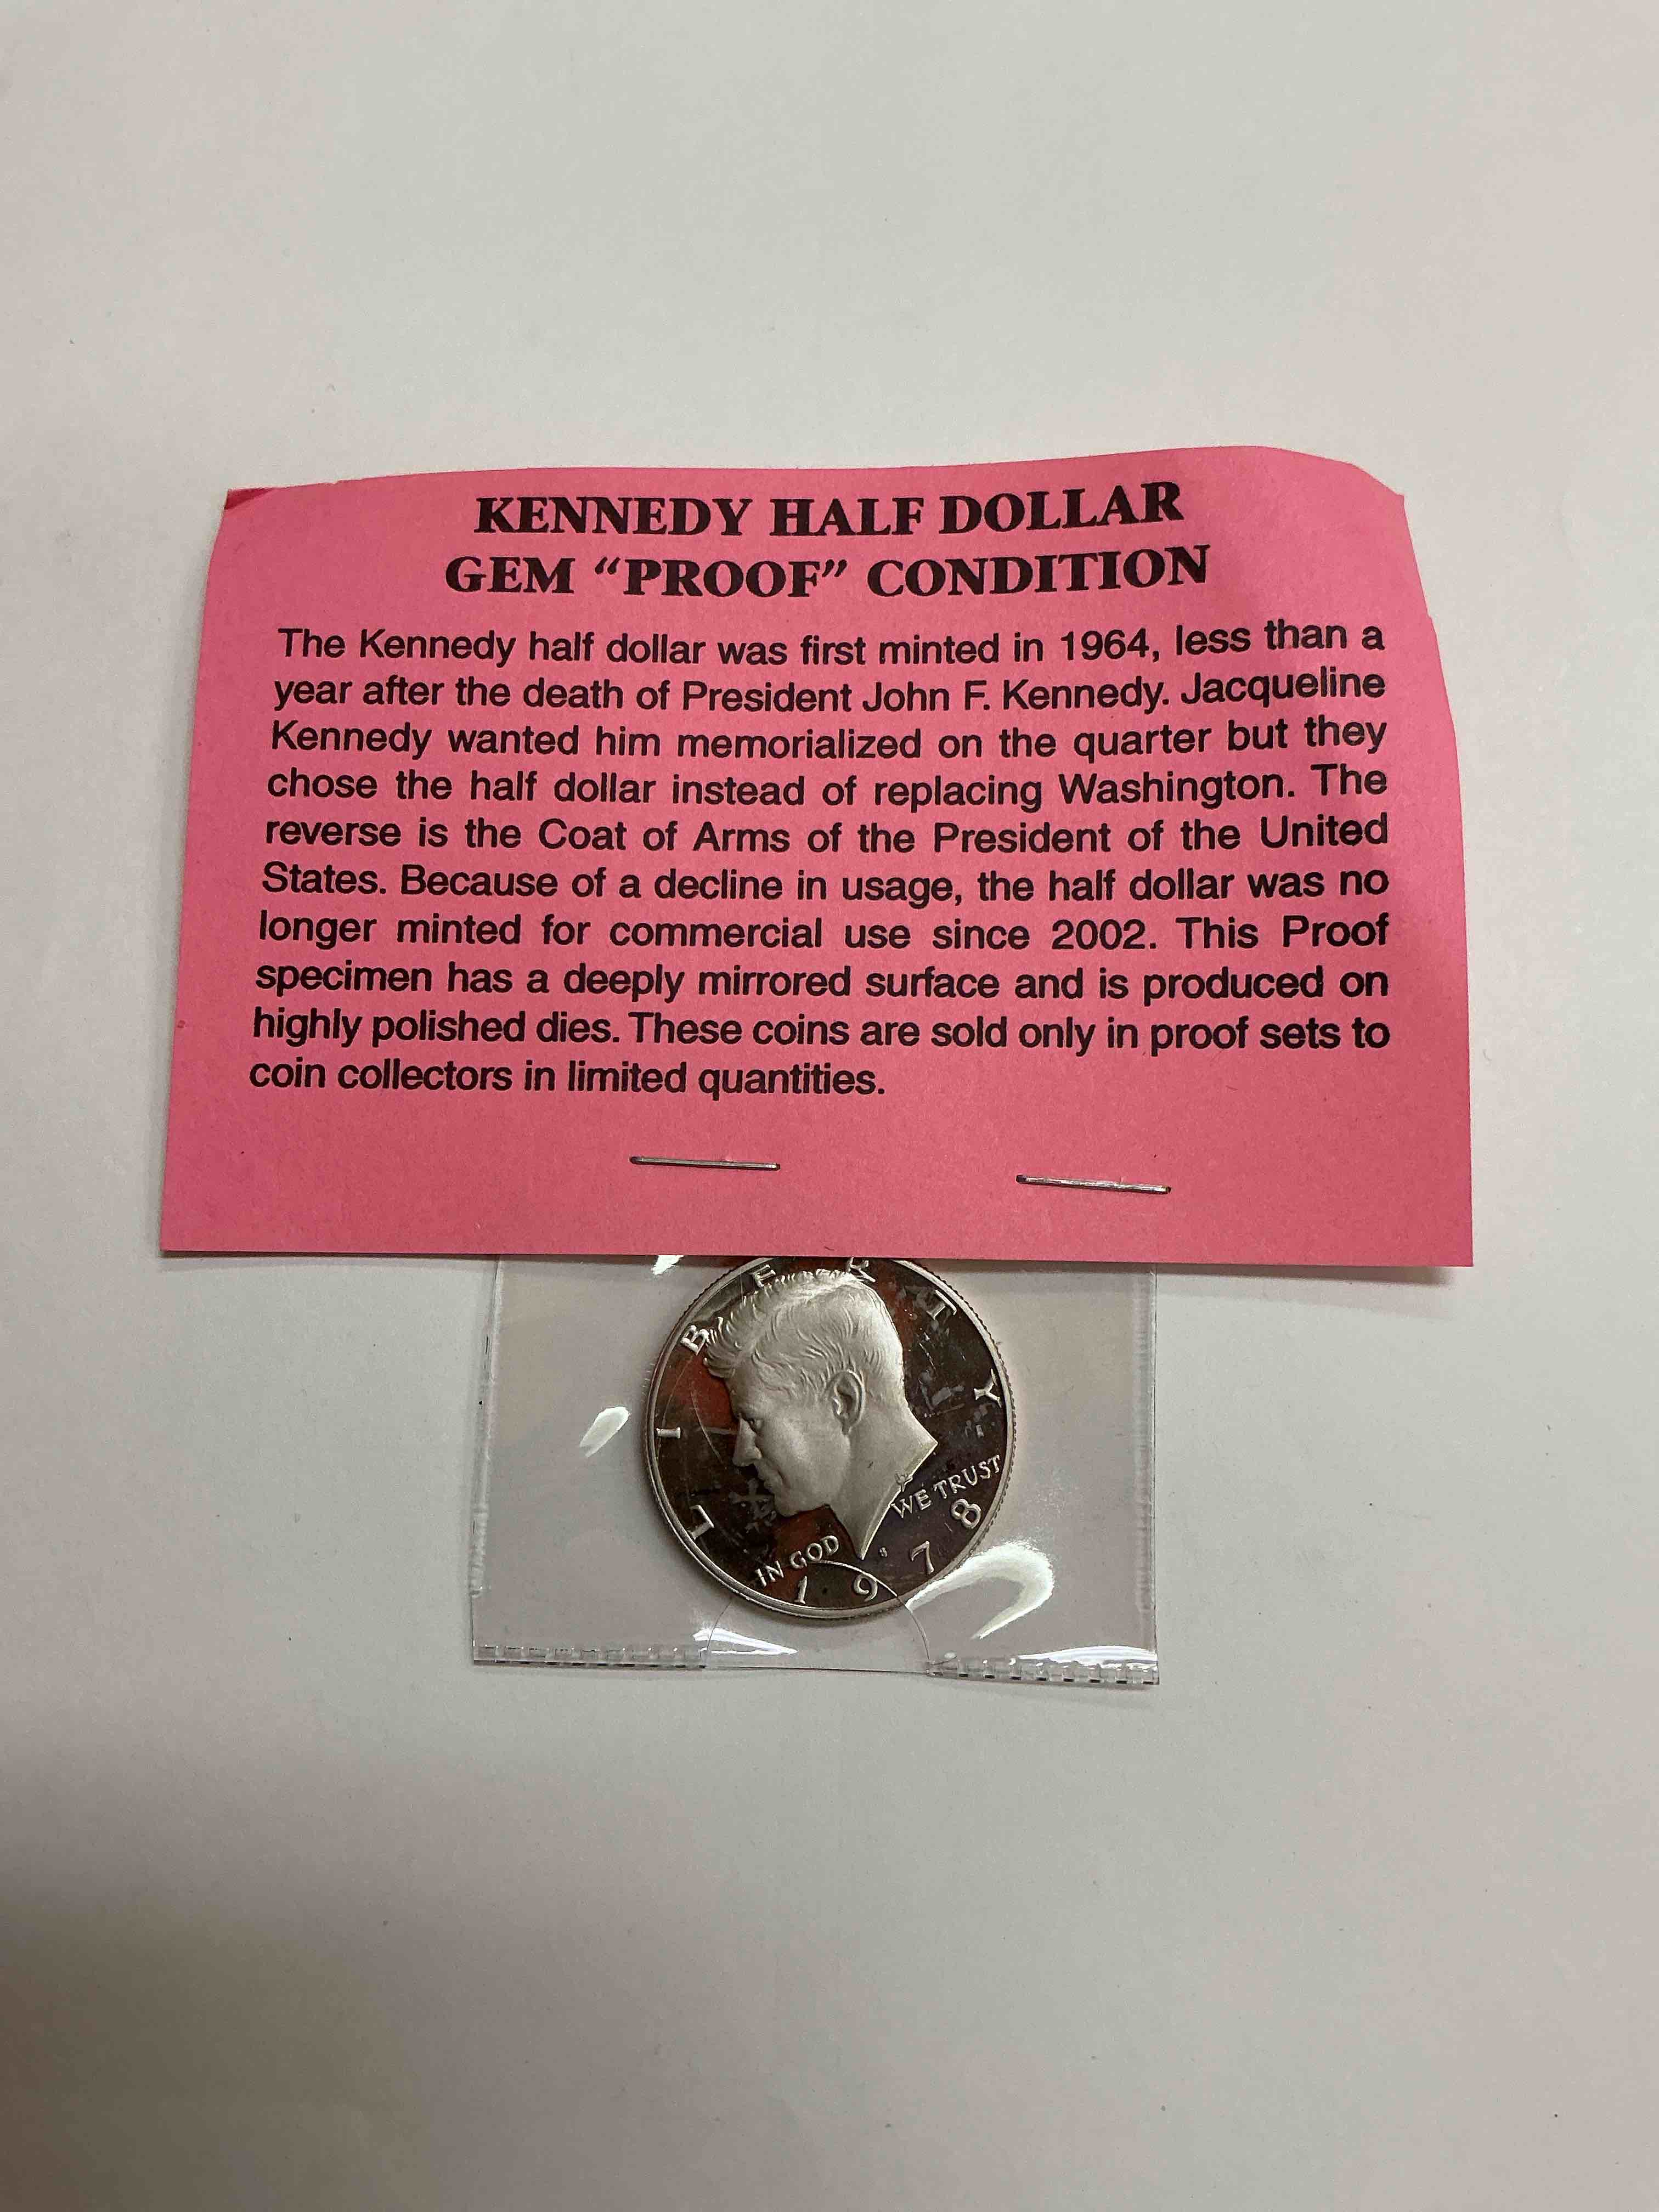 KENNEDY HALF DOLLAR
GEM “PROOF” CONDITION
The Kennedy half dollar was first minted in 1964, less than a
year after the death of President John F. Kennedy. Jacqueline
Kennedy wanted him memorialized on the quarter but they
chose the half dollar instead of replacing Washington. The
reverse is the Coat of Arms of the President of the United
States. Because of a decline in usage, the half dollar was no
longer minted for commercial use since 2002. This Proof
specimen has a deeply mirrored surface and is produced on
highly polished dies. These coins are sold only in proof sets to
coin collectors in limited quantities.
LIBERTY
IN GOD WE TRUST
S
1978